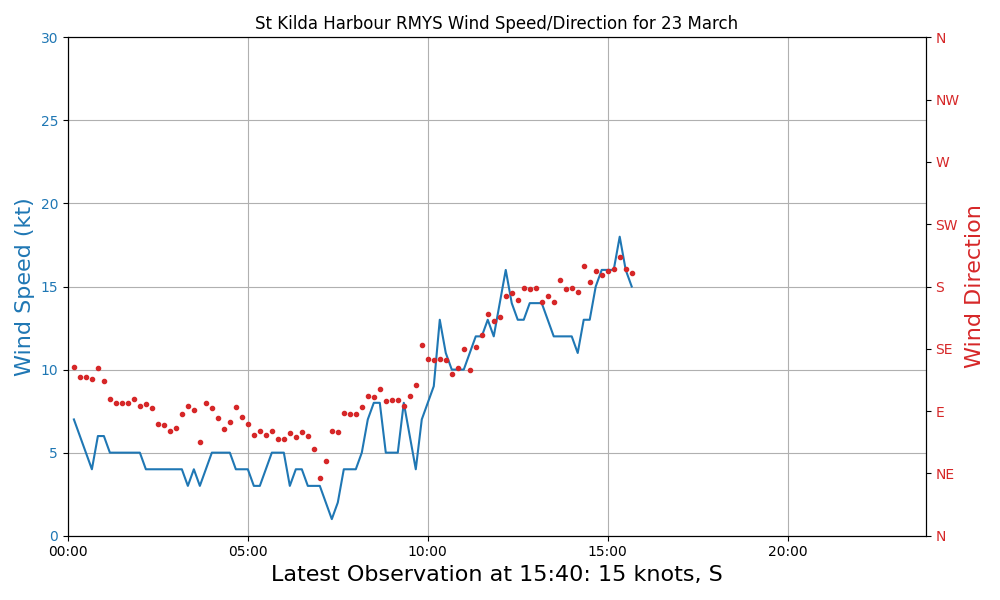 St Kilda Harbour RMYS Wind Speed/Direction for 23 March
Wind Speed (kt)
30
25
20
15
10
5
0
00:00 05:00 10:00 15:00 20:00
N
NW
W
SW
S
SE
E
NE
N
Wind Direction
Latest Observation at 15:40: 15 knots, S